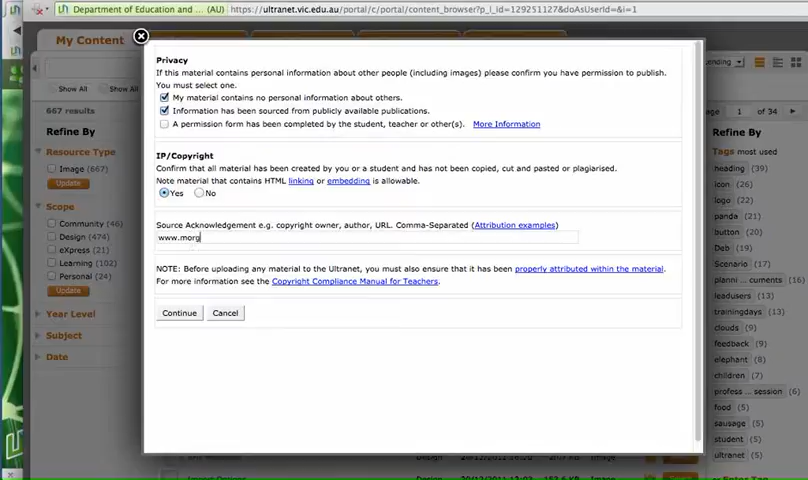 Department of Education and ... (AU)
https://ultranet.vic.edu.au/portal/c/portal/content_browser?p_l_id=129251127&doAsUserId=&i=1
My Content
Show All
Show All
667 results
Refine By
Resource Type
Image (667)
Update
Scope
Community (46)
Design (474)
eXpress (21)
Learning (102)
Personal (24)
Update
Year Level
Subject
Date
Privacy
If this material contains personal information about other people (including images) please confirm you have permission to publish.
You must select one.
My material contains no personal information about others.
Information has been sourced from publicly available publications.
A permission form has been completed by the student, teacher or other(s). More Information
IP/Copyright
Confirm that all material has been created by you or a student and has not been copied, cut and pasted or plagiarised.
Note material that contains HTML linking or embedding is allowable.
Yes No
Source Acknowledgement e.g. copyright owner, author, URL. Comma-Separated (Attribution examples)
www.morg
NOTE: Before uploading any material to the Ultranet, you must also ensure that it has been properly attributed within the material.
For more information see the Copyright Compliance Manual for Teachers.
Continue Cancel
1 of 34
Refine By
Tags most used
heading (39)
icon (26)
logo (22)
panda (21)
button (20)
Deb (19)
Scenario (17)
planni ... cuments (16)
leadusers (13)
trainingdays (13)
clouds (9)
feedback (9)
elephant (8)
children (7)
profess ... session (6)
food (5)
sausage (5)
student (5)
ultranet (5)